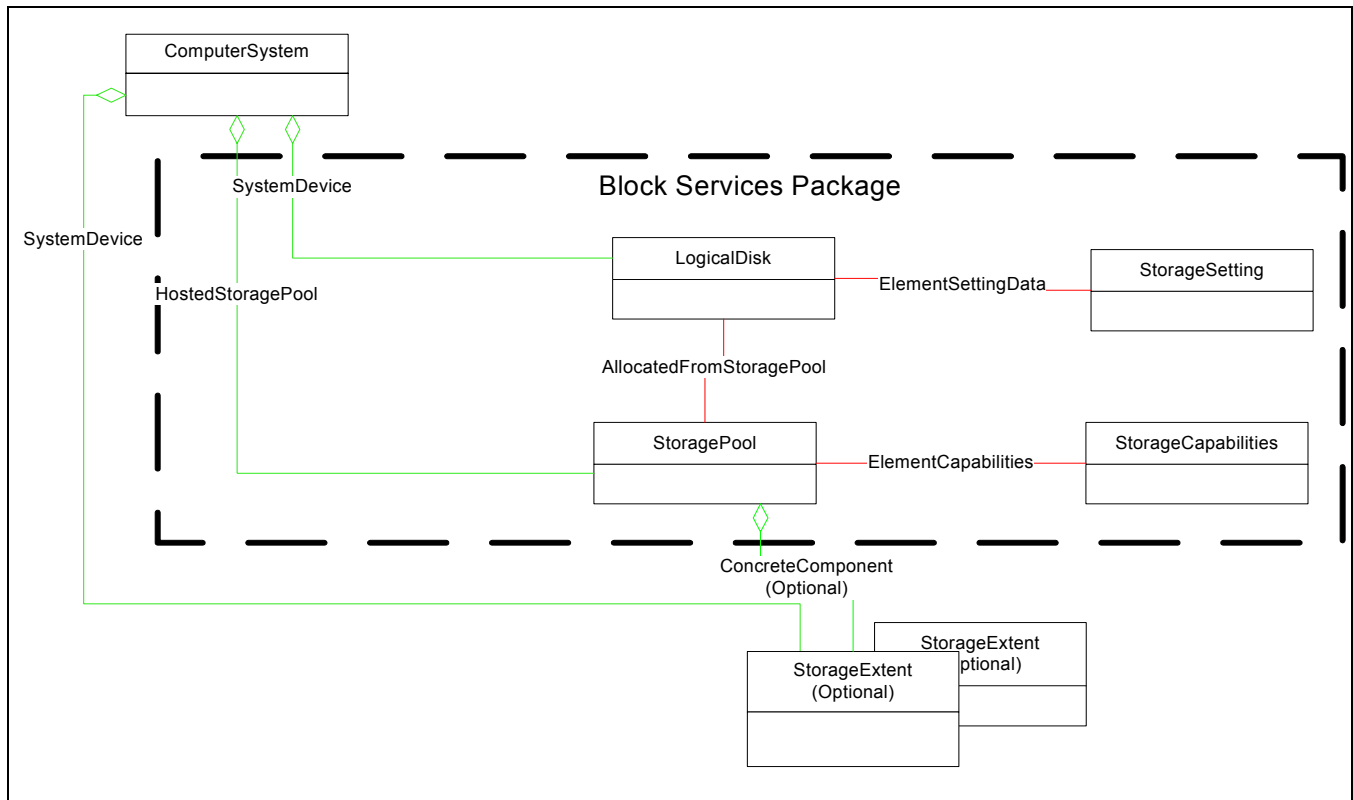 ComputerSystem
SystemDevice
Block Services Package
SystemDevice
LogicalDisk
StorageSetting
ElementSettingData
HostedStoragePool
AllocatedFromStoragePool
StoragePool
StorageCapabilities
ElementCapabilities
ConcreteComponent
(Optional)
StorageExtent
ptional)
StorageExtent
(Optional)